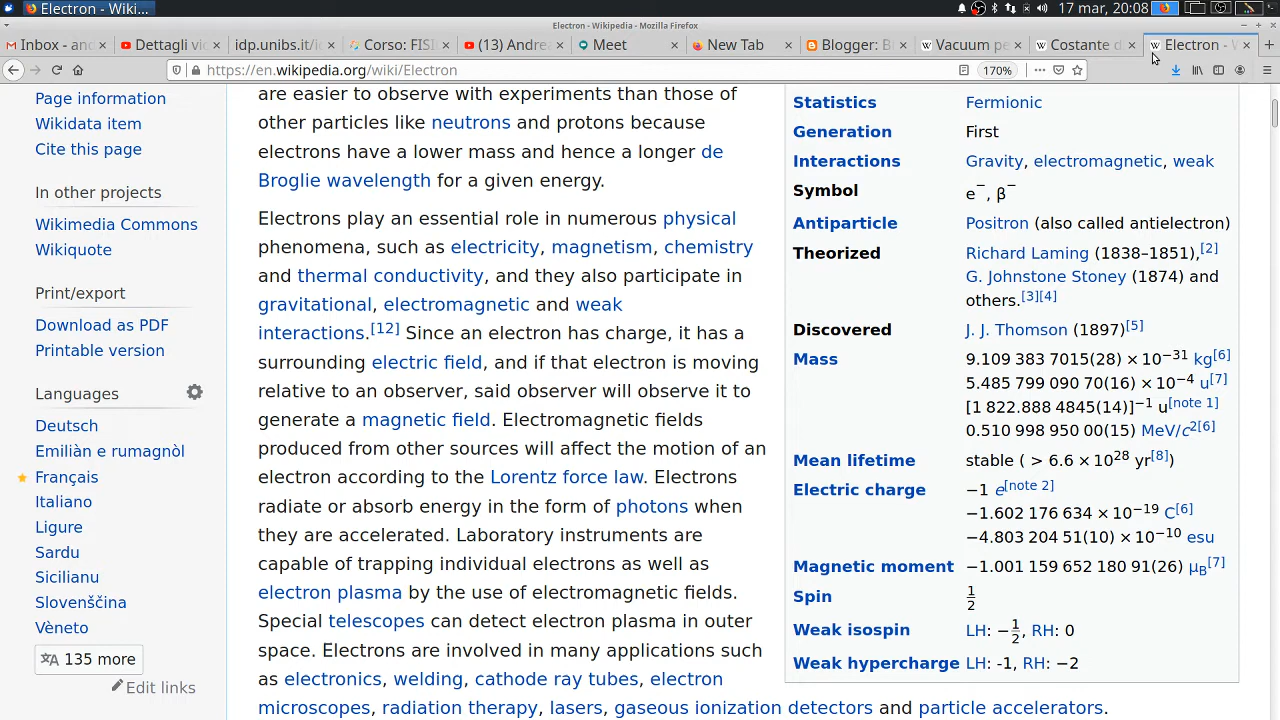 Electron - Wiki...
17 mar, 20:08
Electron - Wikipedia - Mozilla Firefox
Inbox - and
Dettagli vi
idp.unibs.it/i
Corso: FISI
(13) Andrea
Meet
New Tab
Blogger: B
Vacuum pe
Costante d
Electron - W
https://en.wikipedia.org/wiki/Electron
170%
Page information
Wikidata item
Cite this page
In other projects
Wikimedia Commons
Wikiquote
Print/export
Download as PDF
Printable version
Languages
Deutsch
Emiliàn e rumagnòl
Français
Italiano
Ligure
Sardu
Sicilianu
Slovenščina
Vèneto
135 more
Edit links
are easier to observe with experiments than those of
other particles like neutrons and protons because
electrons have a lower mass and hence a longer de
Broglie wavelength for a given energy.
Electrons play an essential role in numerous physical
phenomena, such as electricity, magnetism, chemistry
and thermal conductivity, and they also participate in
gravitational, electromagnetic and weak
interactions.[12] Since an electron has charge, it has a
surrounding electric field, and if that electron is moving
relative to an observer, said observer will observe it to
generate a magnetic field. Electromagnetic fields
produced from other sources will affect the motion of an
electron according to the Lorentz force law. Electrons
radiate or absorb energy in the form of photons when
they are accelerated. Laboratory instruments are
capable of trapping individual electrons as well as
electron plasma by the use of electromagnetic fields.
Special telescopes can detect electron plasma in outer
space. Electrons are involved in many applications such
as electronics, welding, cathode ray tubes, electron
microscopes, radiation therapy, lasers, gaseous ionization detectors and particle accelerators.
Statistics Fermionic
Generation First
Interactions Gravity, electromagnetic, weak
Symbol e⁻, β⁻
Antiparticle Positron (also called antielectron)
Theorized Richard Laming (1838–1851),[2]
G. Johnstone Stoney (1874) and
others.[3][4]
Discovered J. J. Thomson (1897)[5]
Mass 9.109 383 7015(28) × 10⁻³¹ kg[6]
5.485 799 090 70(16) × 10⁻⁴ u[7]
[1 822.888 4845(14)]⁻¹ u[note 1]
0.510 998 950 00(15) MeV/c²[6]
Mean lifetime stable ( > 6.6 × 10²⁸ yr[8])
Electric charge −1 e[note 2]
−1.602 176 634 × 10⁻¹⁹ C[6]
−4.803 204 51(10) × 10⁻¹⁰ esu
Magnetic moment −1.001 159 652 180 91(26) μB[7]
Spin 1/2
Weak isospin LH: −1/2, RH: 0
Weak hypercharge LH: -1, RH: −2